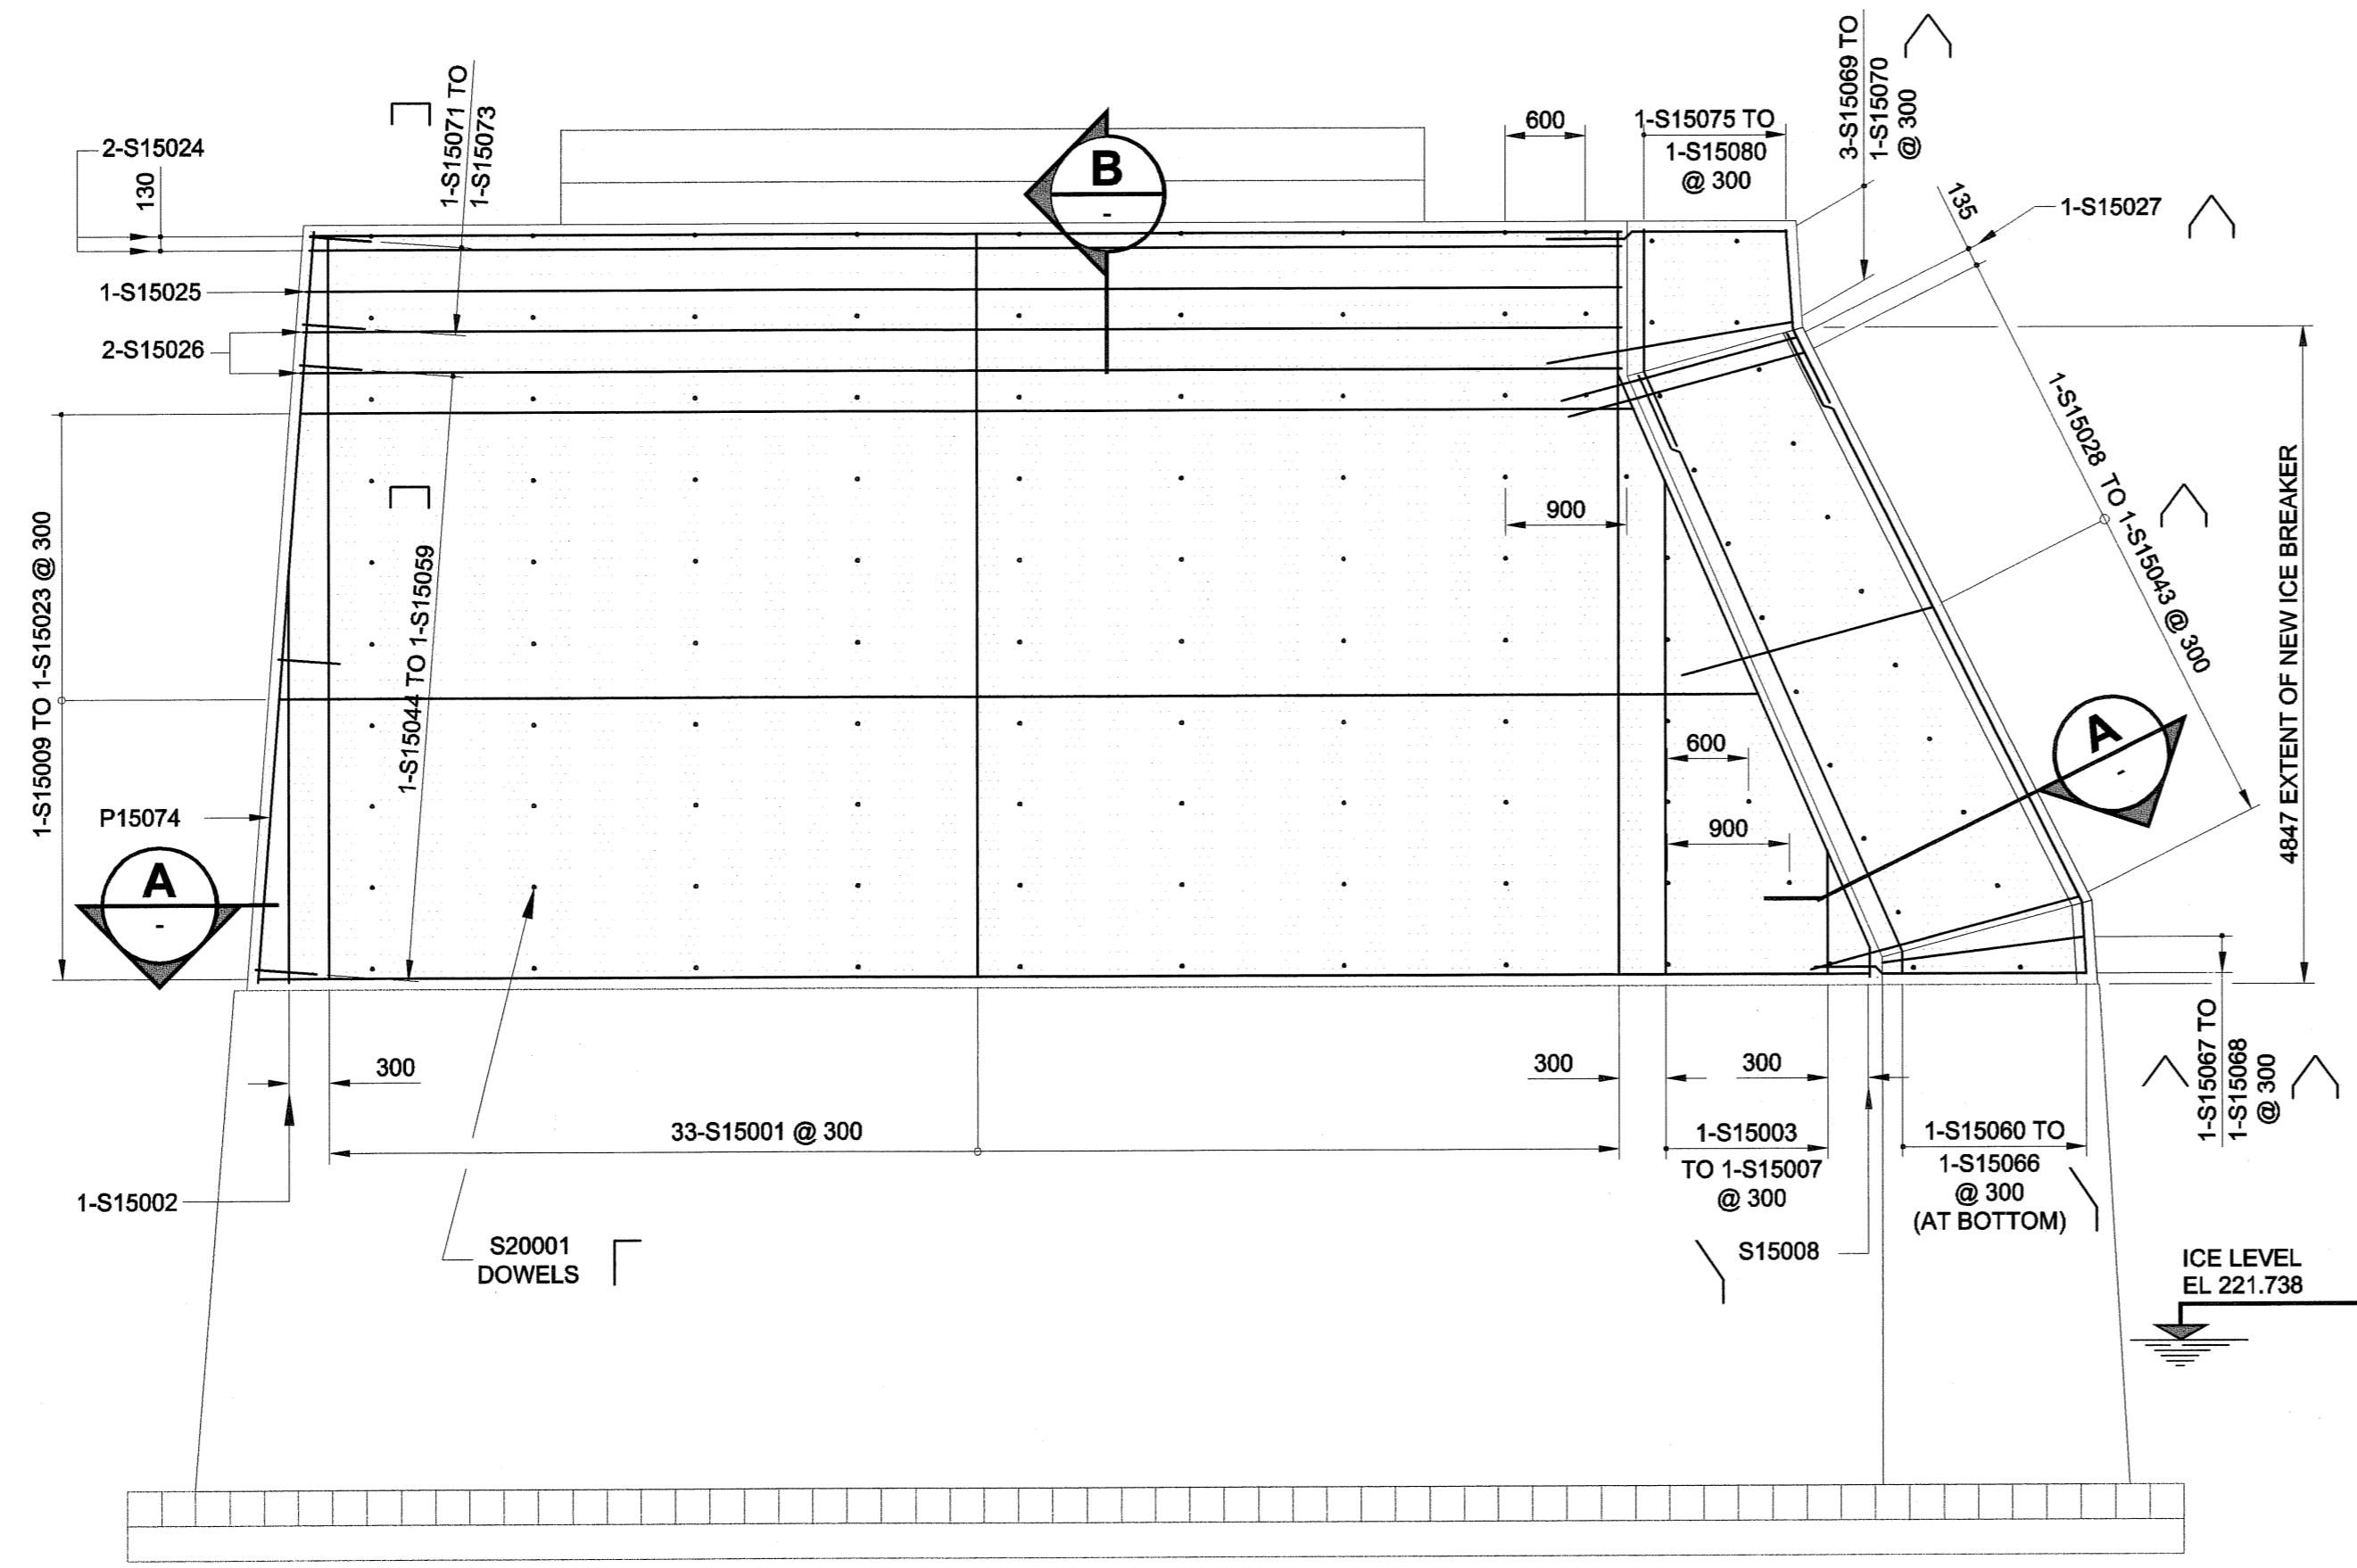 3-S15069 TO
1-S15070
@ 300
1-S15071 TO
1-S15073
2-S15024
130
600
1-S15075 TO
1-S15080
@ 300
B
-
135
1-S15027
1-S15025
2-S15026
1-S15028 TO 1-S15043 @ 300
4847 EXTENT OF NEW ICE BREAKER
900
1-S15009 TO 1-S15023 @ 300
1-S15044 TO 1-S15059
600
A
-
P15074
900
A
-
300
300
300
1-S15067 TO
1-S15068
@ 300
33-S15001 @ 300
1-S15003
TO 1-S15007
@ 300
1-S15060 TO
1-S15066
@ 300
(AT BOTTOM)
1-S15002
S20001
DOWELS
S15008
ICE LEVEL
EL 221.738